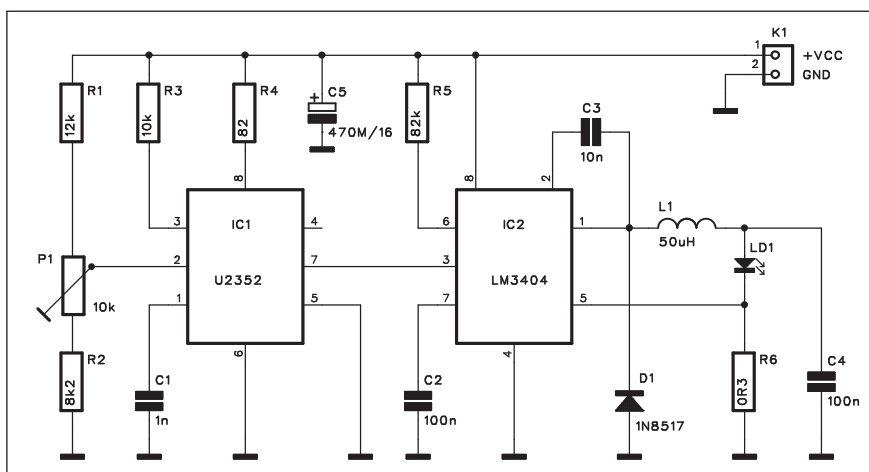 K1
1
+VCC
2
GND
R1
12k
R3
10k
R4
82
C5
+
470M/16
R5
82k
C3
10n
8
8
2
3
IC1
4
6
IC2
1
L1
50uH
P1
10k
2
U2352
7
3
LM3404
LD1
1
5
7
5
6
4
R2
8k2
C1
1n
C2
100n
D1
1N8517
R6
0R3
C4
100n